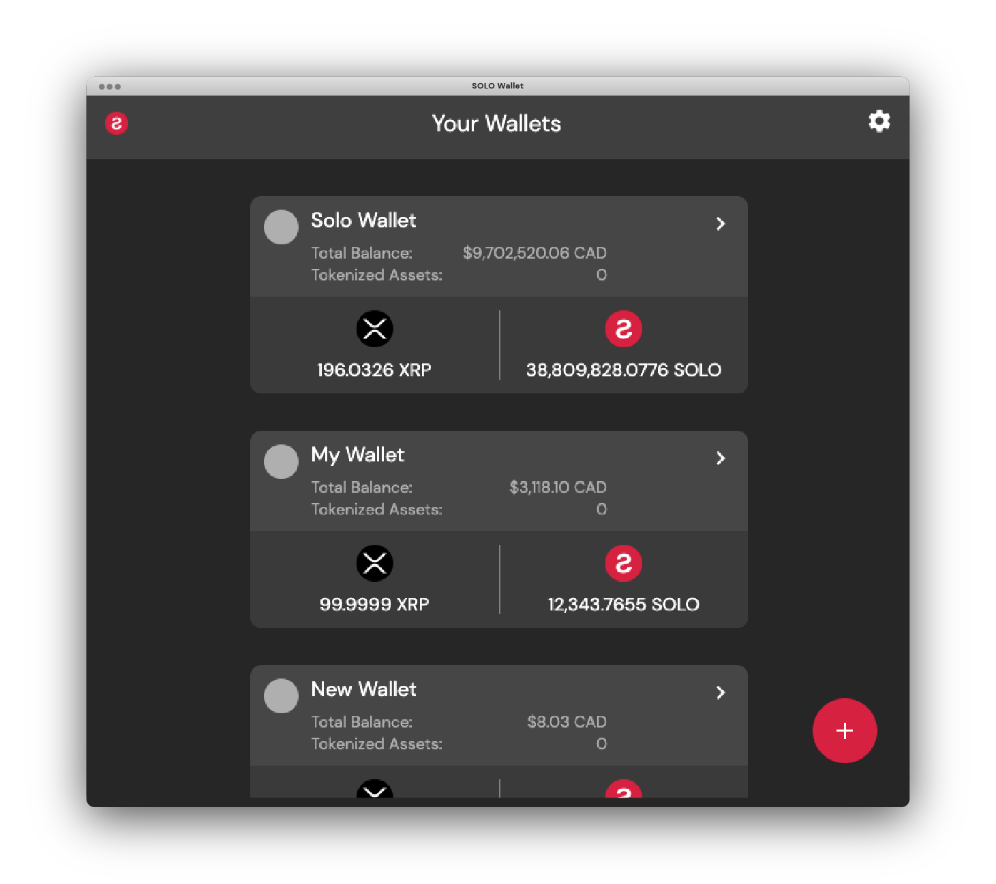 SOLO Wallet
Your Wallets
Solo Wallet
Total Balance: $9,702,520.06 CAD
Tokenized Assets: 0
196.0326 XRP 38,809,828.0776 SOLO
My Wallet
Total Balance: $3,118.10 CAD
Tokenized Assets: 0
99.9999 XRP 12,343.7655 SOLO
New Wallet
Total Balance: $8.03 CAD
Tokenized Assets: 0